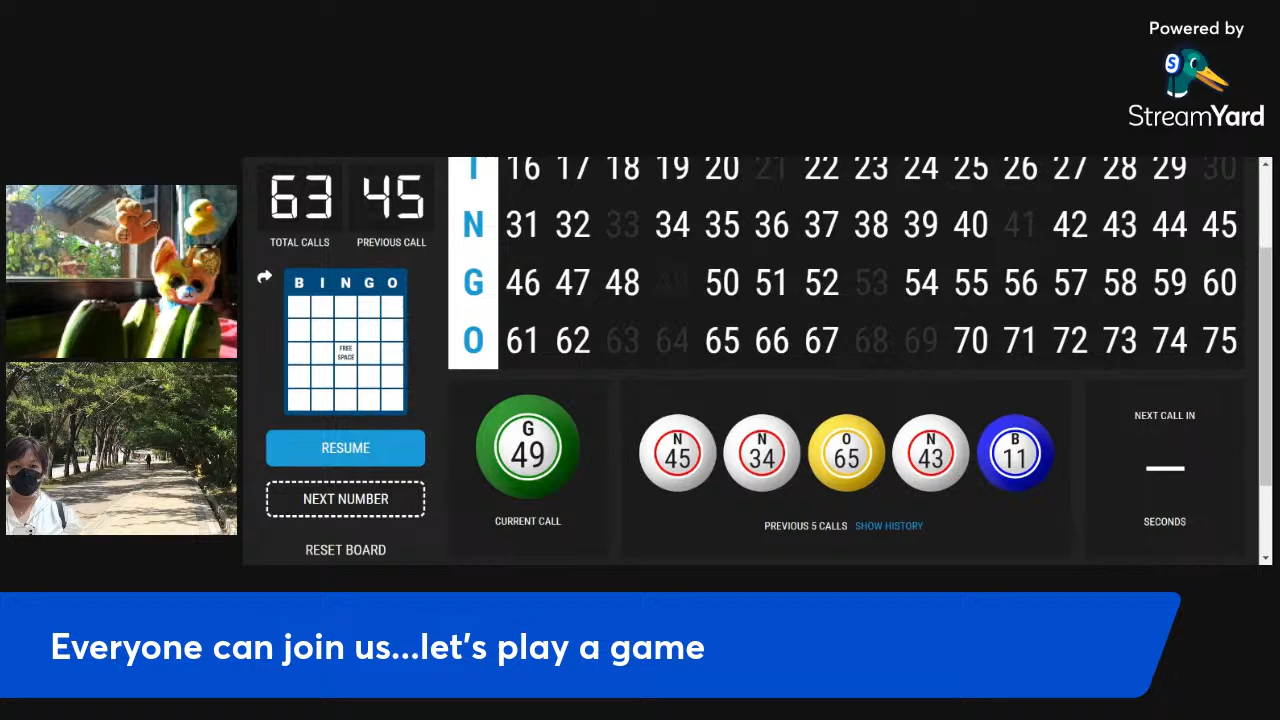 Powered by
S
StreamYard
63 45
TOTAL CALLS PREVIOUS CALL
I 16 17 18 19 20 21 22 23 24 25 26 27 28 29 30
N 31 32 33 34 35 36 37 38 39 40 41 42 43 44 45
G 46 47 48 49 50 51 52 53 54 55 56 57 58 59 60
O 61 62 63 64 65 66 67 68 69 70 71 72 73 74 75
B I N G O
FREE
SPACE
RESUME
NEXT NUMBER
RESET BOARD
G
49
CURRENT CALL
N
45
N
34
O
65
N
43
B
11
PREVIOUS 5 CALLS SHOW HISTORY
NEXT CALL IN
SECONDS
Everyone can join us...let's play a game